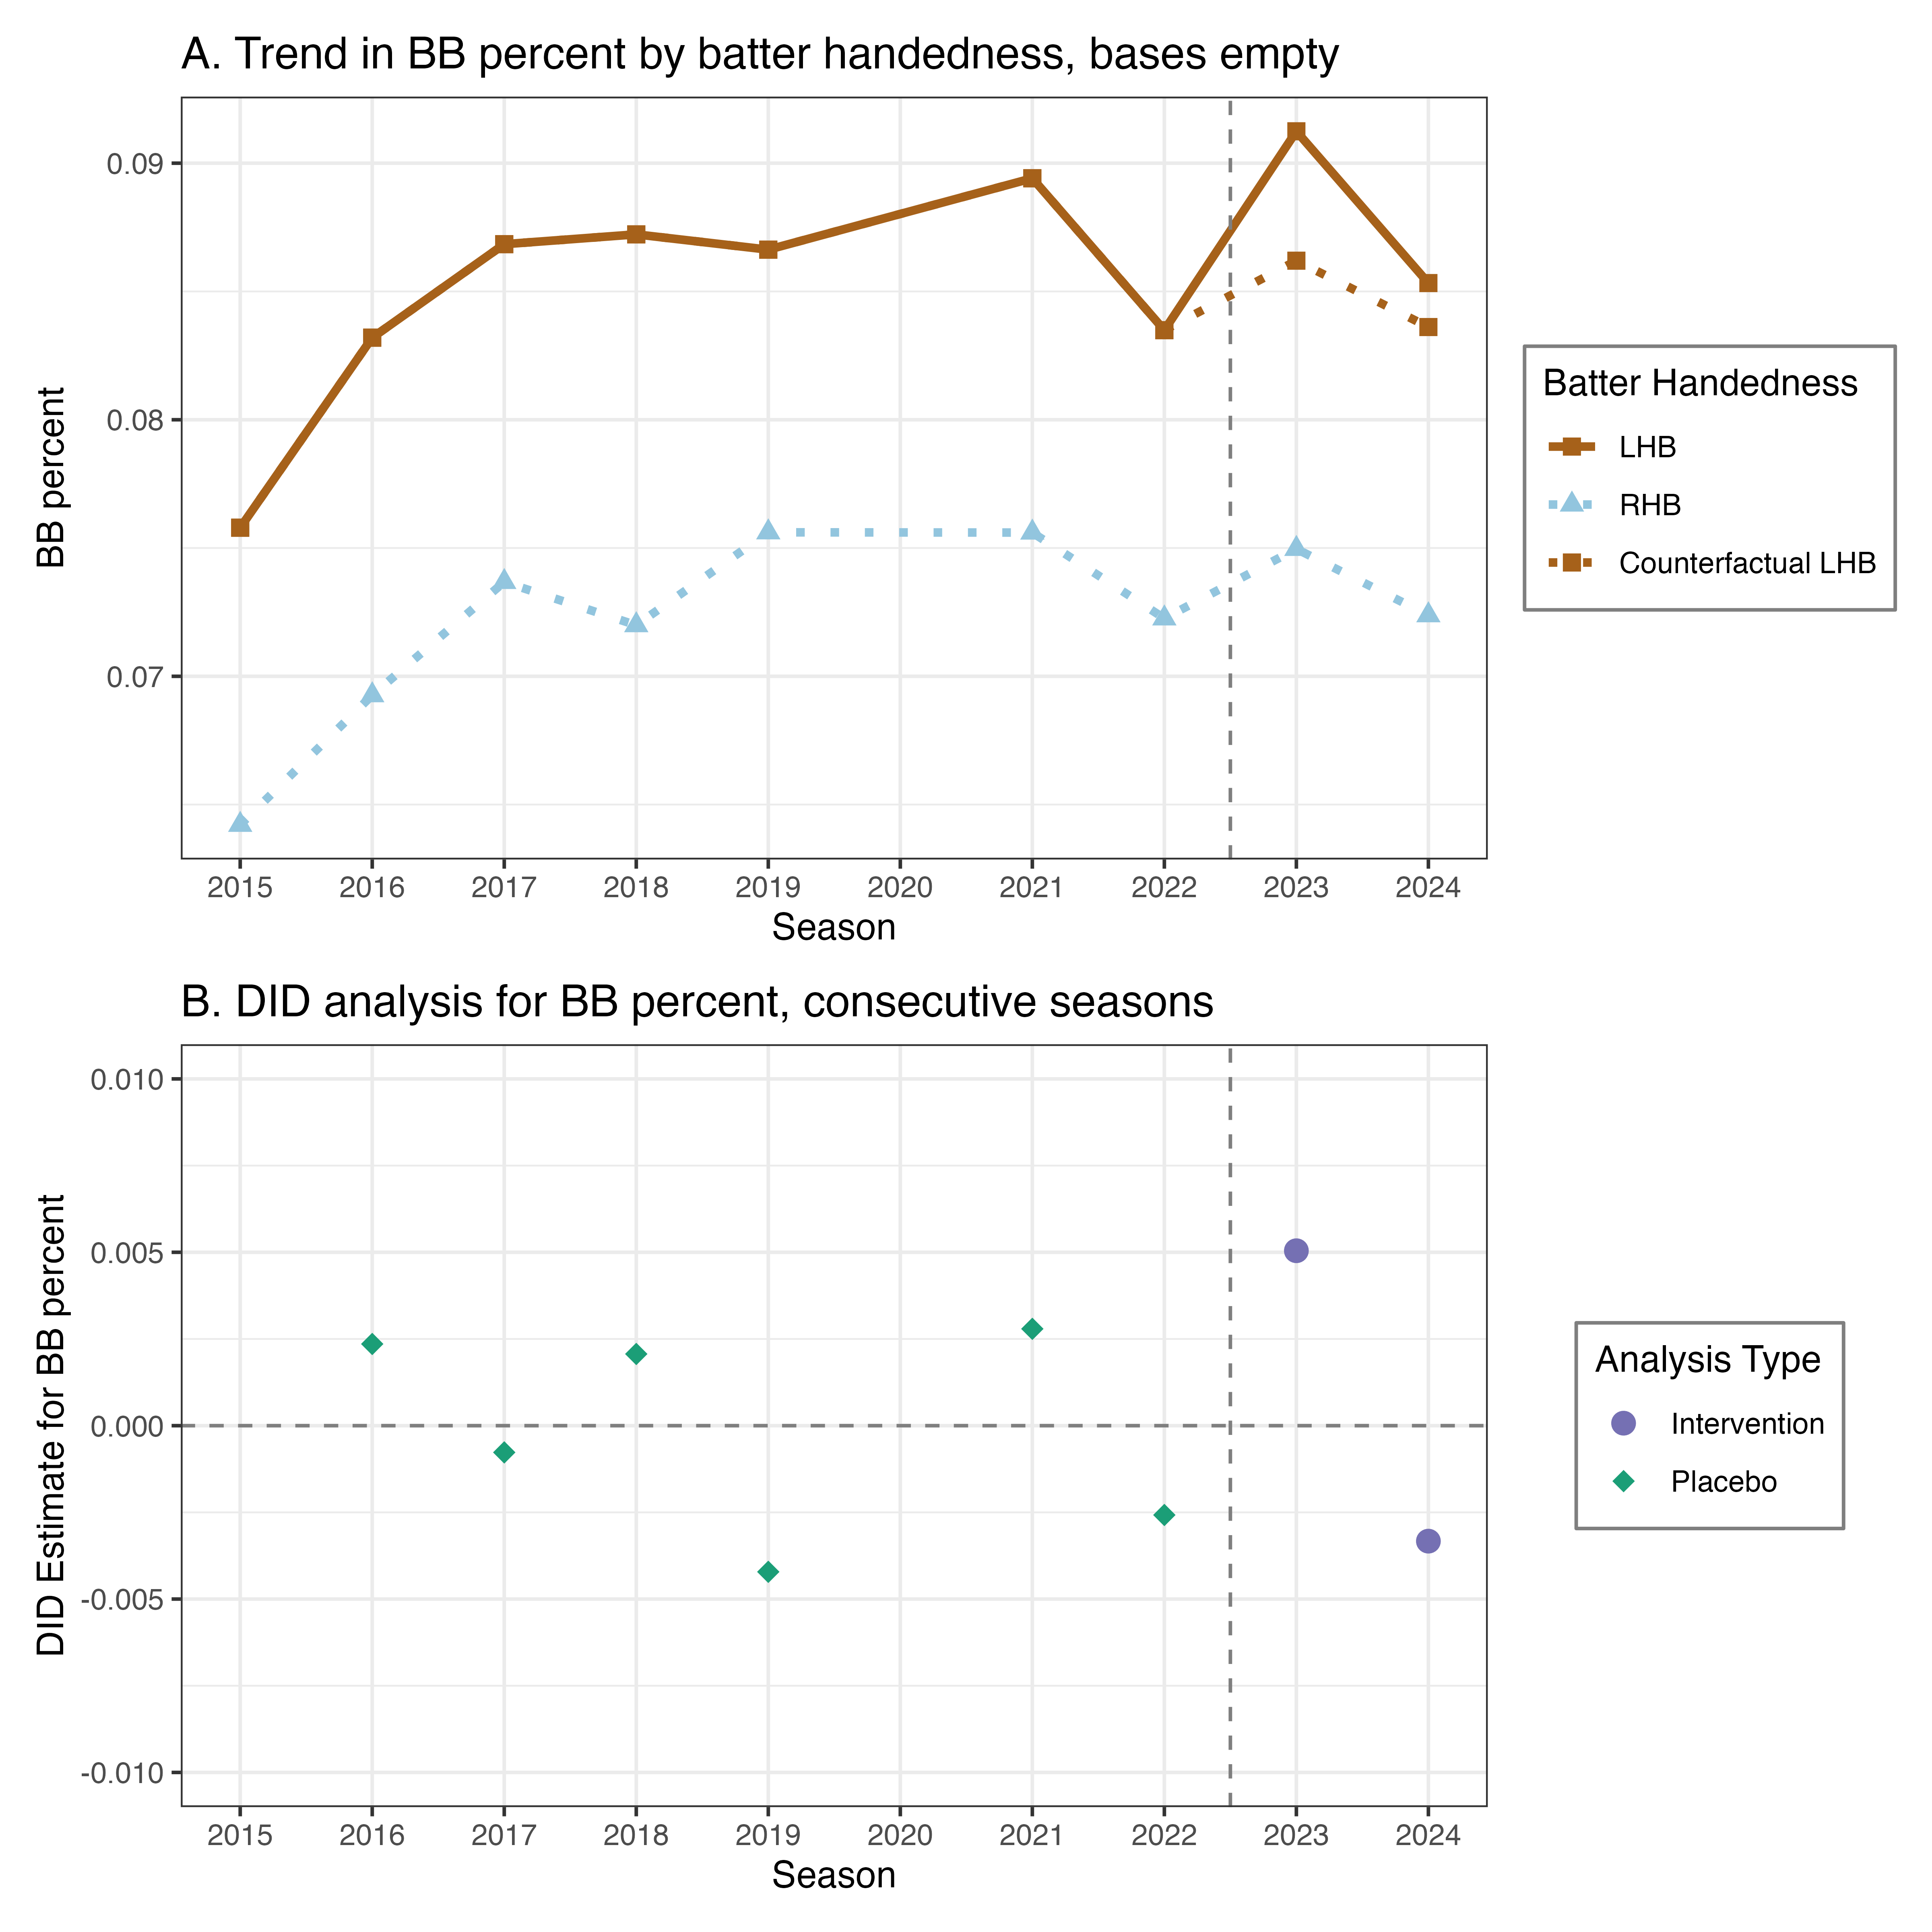 A. Trend in BB percent by batter handedness, bases empty
BB percent
0.09
0.08
0.07
2015 2016 2017 2018 2019 2020 2021 2022 2023 2024
Season
Batter Handedness
LHB
RHB
Counterfactual LHB
B. DID analysis for BB percent, consecutive seasons
DID Estimate for BB percent
0.010
0.005
0.000
-0.005
-0.010
2015 2016 2017 2018 2019 2020 2021 2022 2023 2024
Season
Analysis Type
Intervention
Placebo